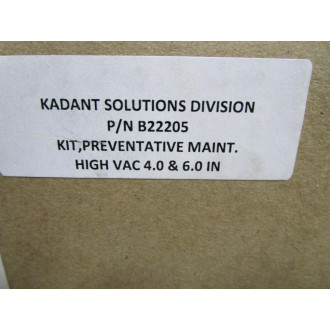 KADANT SOLUTIONS DIVISION
P/N B22205
KIT,PREVENTATIVE MAINT.
HIGH VAC 4.0 & 6.0 IN